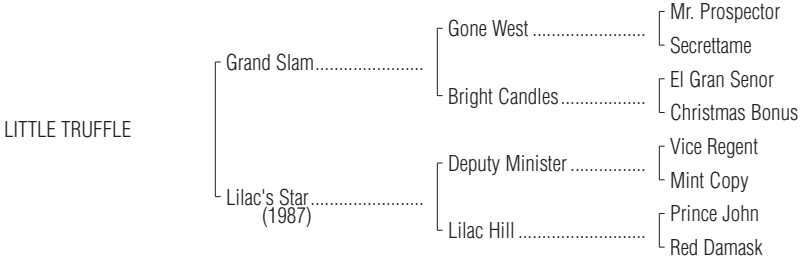 LITTLE TRUFFLE
Grand Slam......................
Lilac's Star.......................
(1987)
Gone West .......................
Bright Candles.................
Deputy Minister ...............
Lilac Hill ..........................
Mr. Prospector
Secrettame
El Gran Senor
Christmas Bonus
Vice Regent
Mint Copy
Prince John
Red Damask